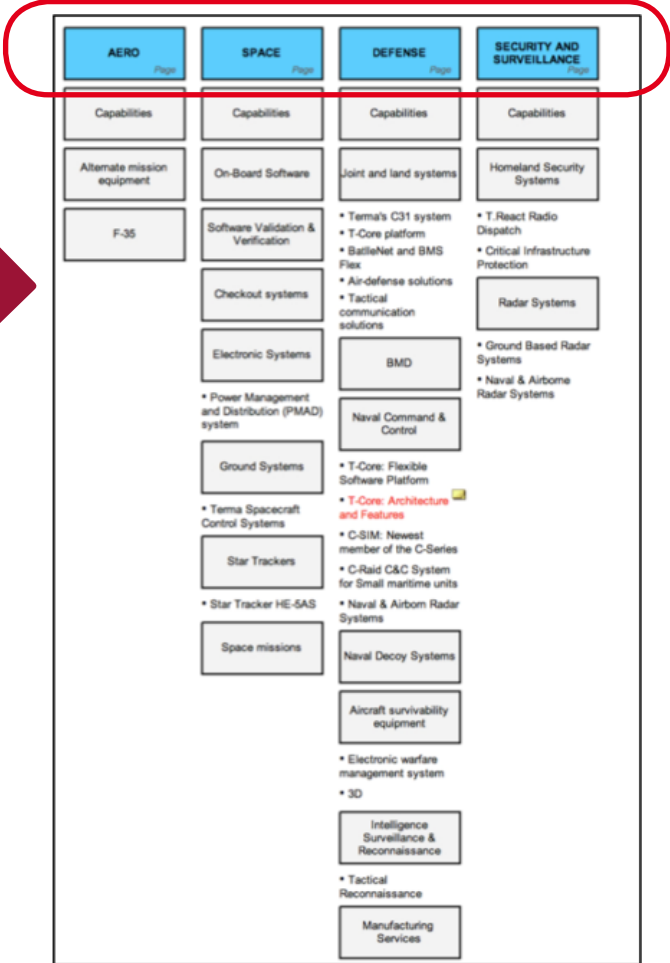 AERO
Page
Capabilities
Alternate mission
equipment
F-35
SPACE
Page
Capabilities
On-Board Software
Software Validation &
Verification
Checkout systems
Electronic Systems
• Power Management
and Distribution (PMAD)
system
Ground Systems
• Terma Spacecraft
Control Systems
Star Trackers
• Star Tracker HE-5AS
Space missions
DEFENSE
Page
Capabilities
Joint and land systems
• Terma's C31 system
• T-Core platform
• BatlleNet and BMS
Flex
• Air-defense solutions
• Tactical
communication
solutions
BMD
Naval Command &
Control
• T-Core: Flexible
Software Platform
• T-Core: Architecture
and Features
• C-SIM: Newest
member of the C-Series
• C-Raid C&C System
for Small maritime units
• Naval & Airborn Radar
Systems
Naval Decoy Systems
Aircraft survivability
equipment
• Electronic warfare
management system
• 3D
Intelligence
Surveillance &
Reconnaissance
• Tactical
Reconnaissance
Manufacturing
Services
SECURITY AND
SURVEILLANCE
Page
Capabilities
Homeland Security
Systems
• T.React Radio
Dispatch
• Critical Infrastructure
Protection
Radar Systems
• Ground Based Radar
Systems
• Naval & Airborne
Radar Systems